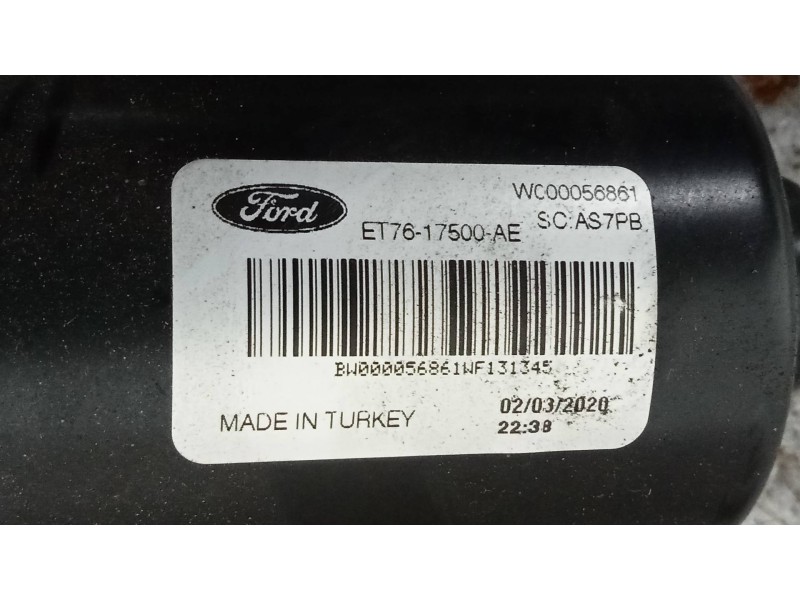 Ford
WC00056861
ET76-17500-AE
SC:AS7PB
BW000056861WF131345
MADE IN TURKEY
02/03/2020
22:38